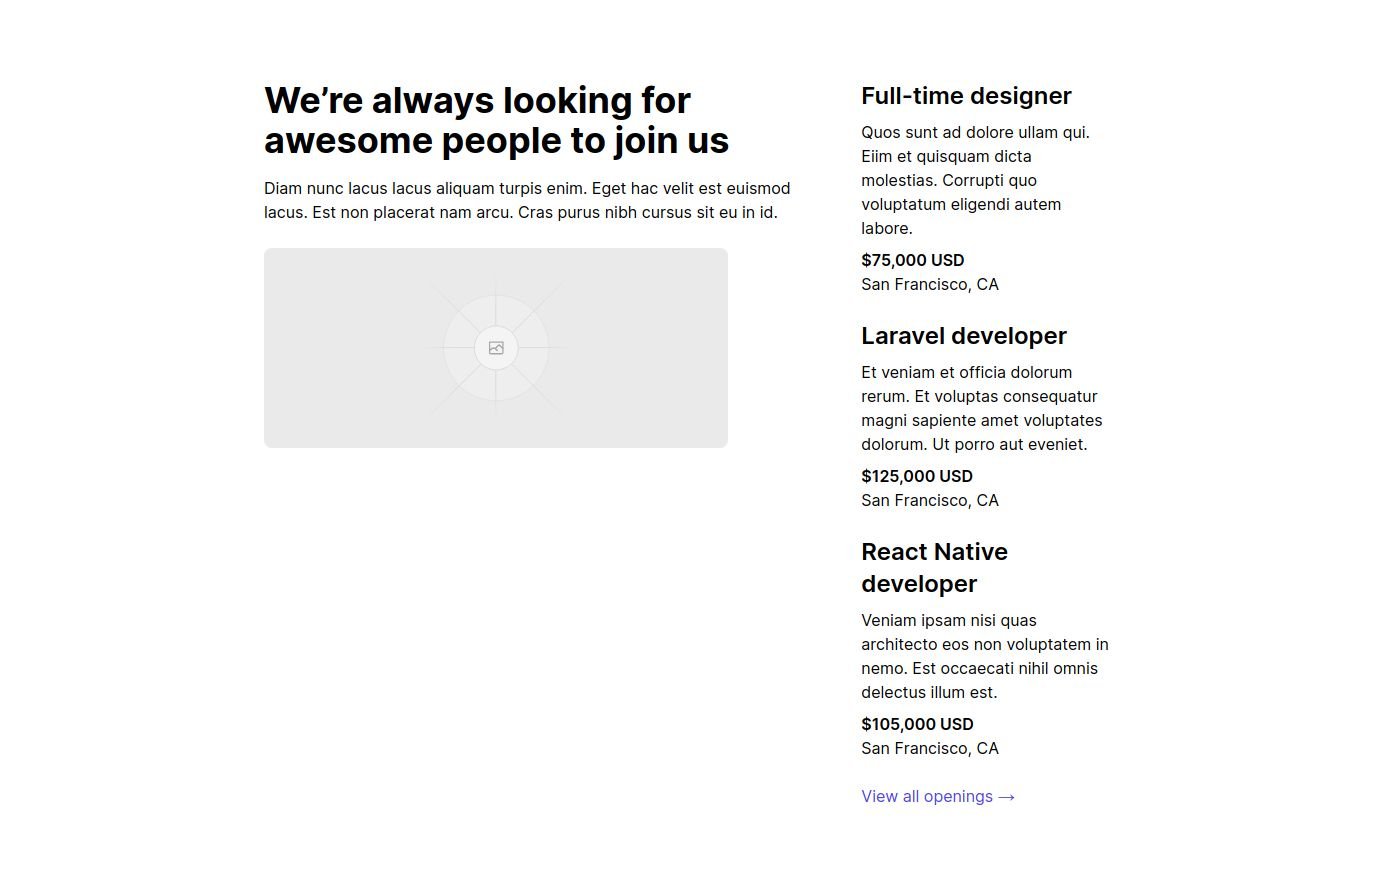 We’re always looking for
awesome people to join us
Diam nunc lacus lacus aliquam turpis enim. Eget hac velit est euismod
lacus. Est non placerat nam arcu. Cras purus nibh cursus sit eu in id.
Full-time designer
Quos sunt ad dolore ullam qui.
Eiim et quisquam dicta
molestias. Corrupti quo
voluptatum eligendi autem
labore.
$75,000 USD
San Francisco, CA
Laravel developer
Et veniam et officia dolorum
rerum. Et voluptas consequatur
magni sapiente amet voluptates
dolorum. Ut porro aut eveniet.
$125,000 USD
San Francisco, CA
React Native
developer
Veniam ipsam nisi quas
architecto eos non voluptatem in
nemo. Est occaecati nihil omnis
delectus illum est.
$105,000 USD
San Francisco, CA
View all openings →